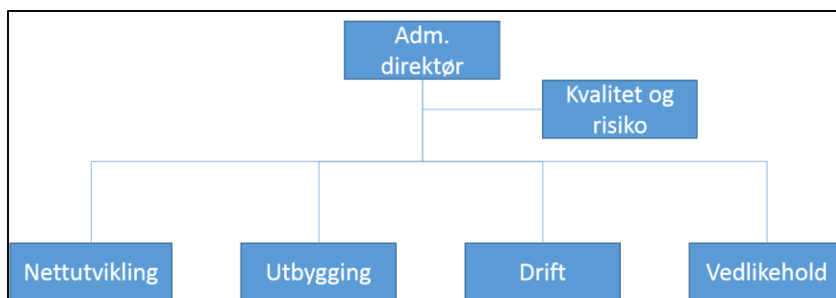 Adm.
direktør
Kvalitet og
risiko
Nettutvikling
Utbygging
Drift
Vedlikehold